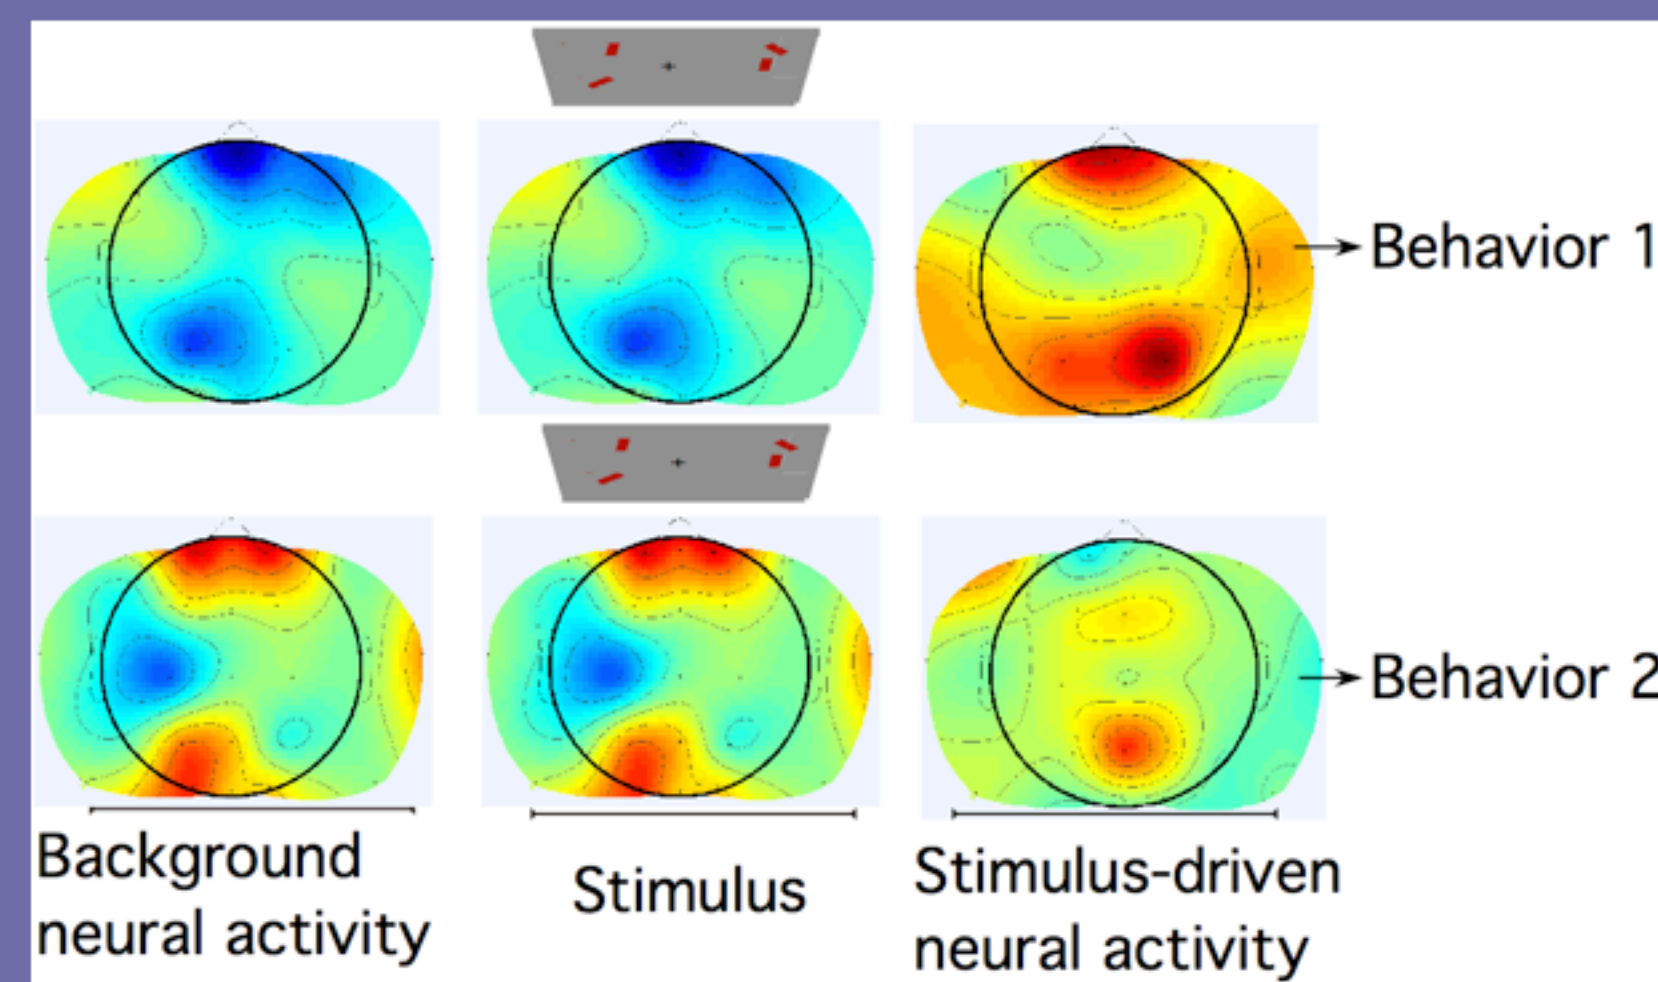 Behavior 1
Behavior 2
Background
neural activity
Stimulus
Stimulus-driven
neural activity